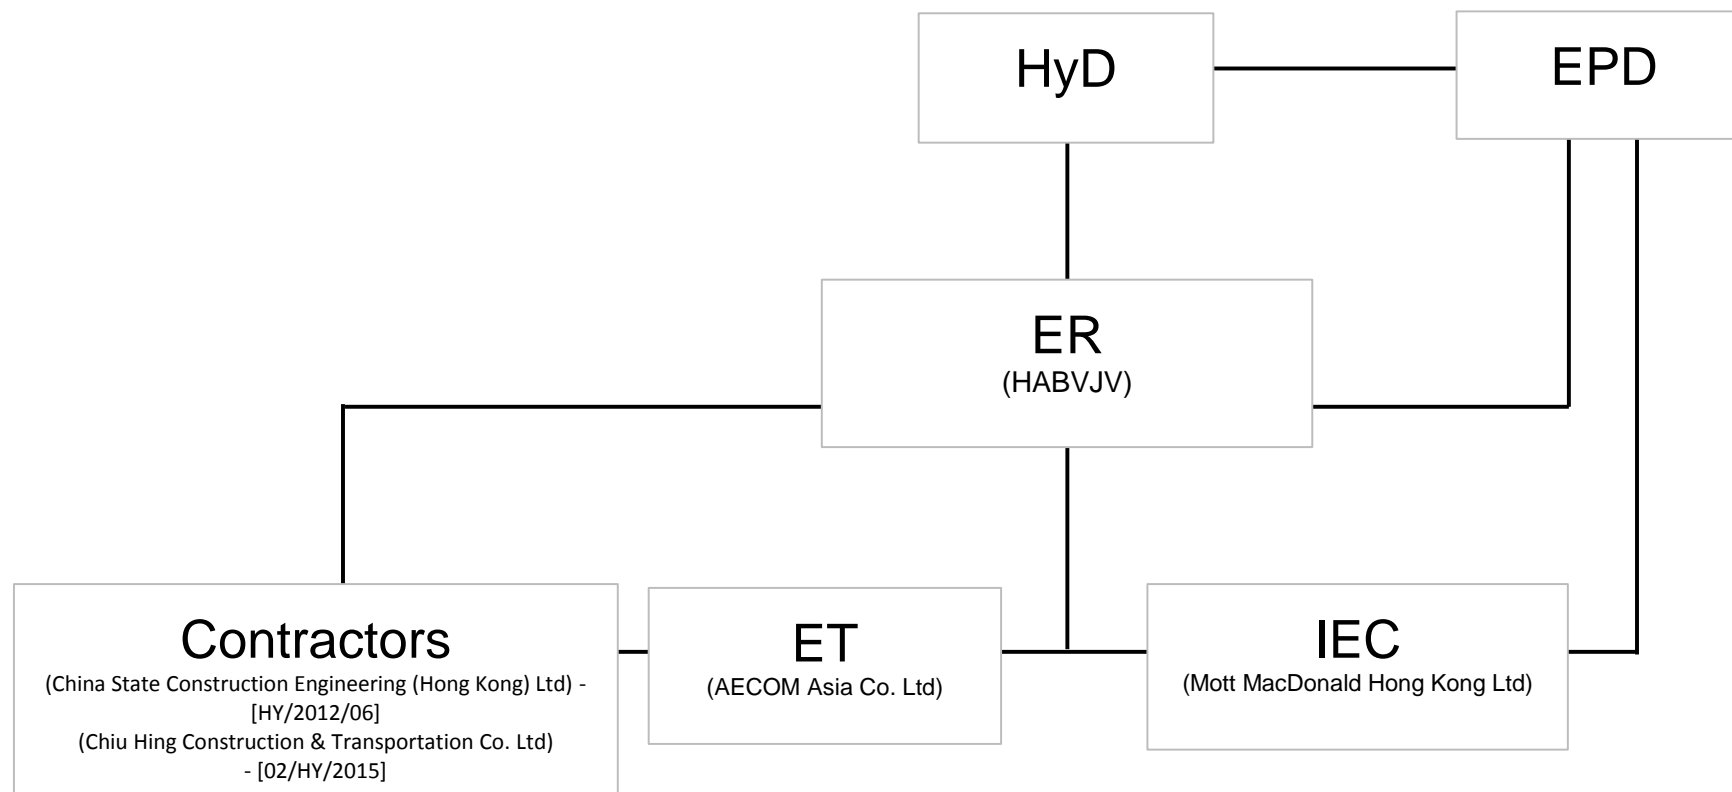 HyD
EPD
ER
(HABVJV)
Contractors
(China State Construction Engineering (Hong Kong) Ltd) -
[HY/2012/06]
(Chiu Hing Construction & Transportation Co. Ltd)
- [02/HY/2015]
ET
(AECOM Asia Co. Ltd)
IEC
(Mott MacDonald Hong Kong Ltd)